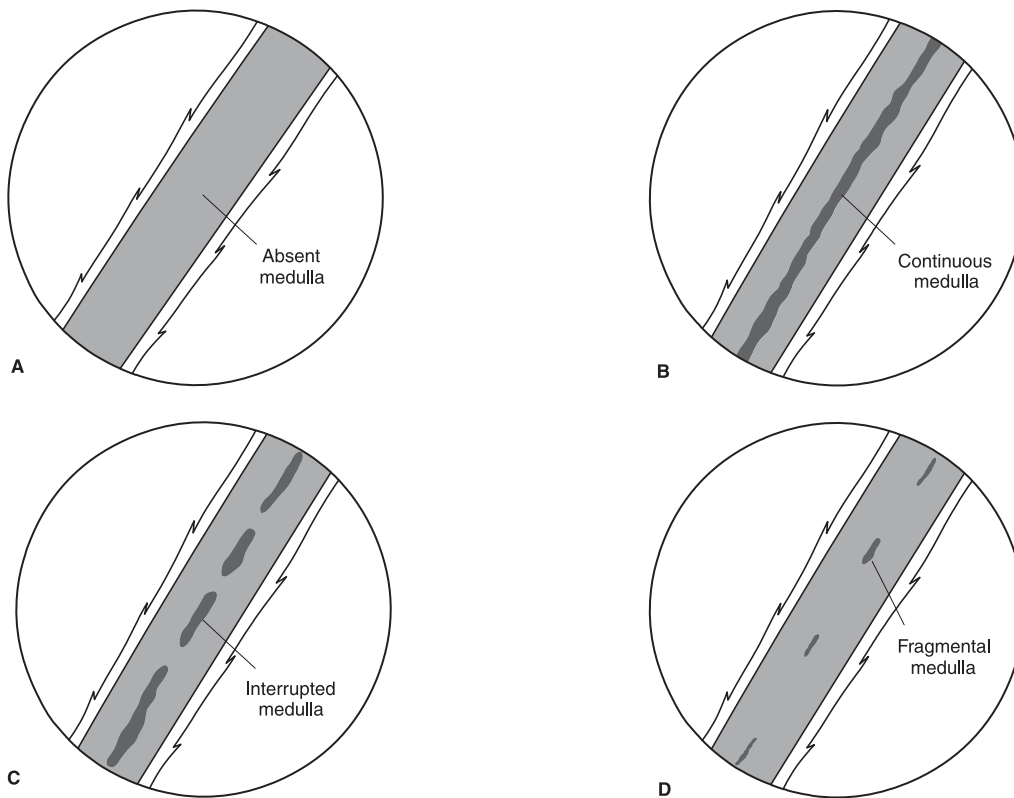 Absent
medulla
A
Continuous
medulla
B
Interrupted
medulla
C
Fragmental
medulla
D